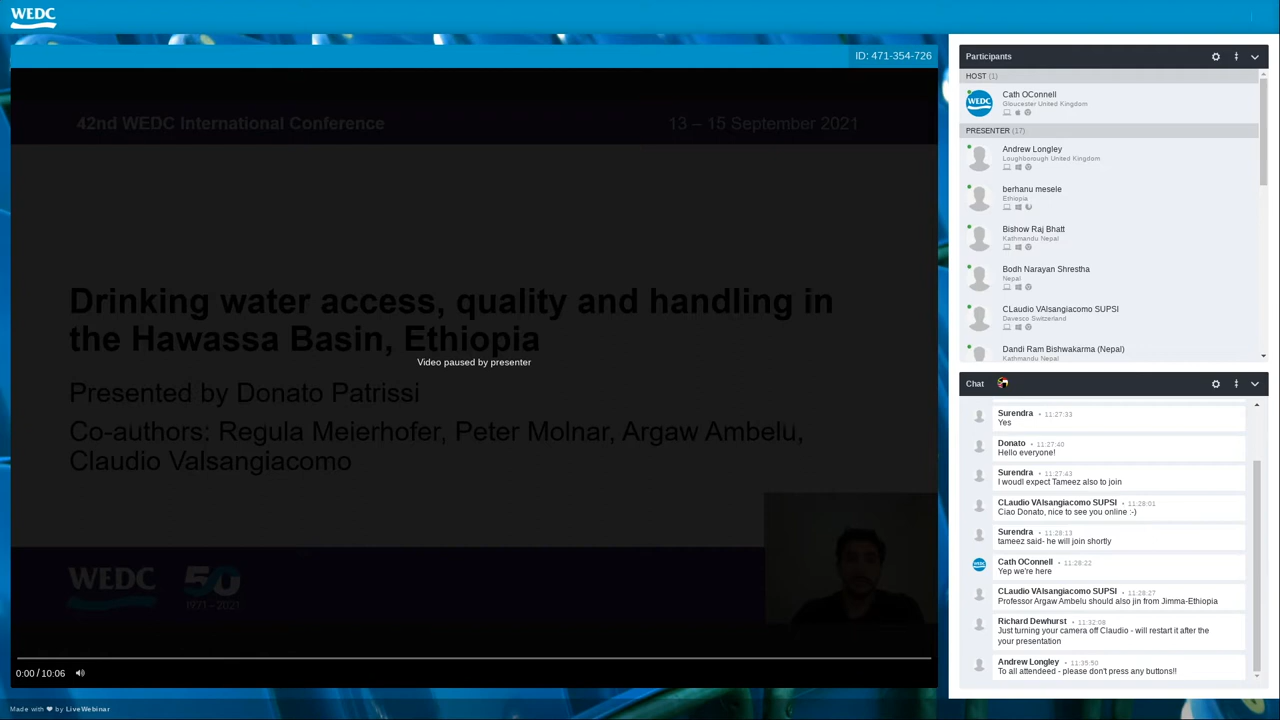 WEDC
ID: 471-354-726
42nd WEDC International Conference
13 – 15 September 2021
Drinking water access, quality and handling in
the Hawassa Basin, Ethiopia
Video paused by presenter
Presented by Donato Patrissi
Co-authors: Regula Meierhofer, Peter Molnar, Argaw Ambelu,
Claudio Valsangiacomo
WEDC
50
1971–2021
0:00 / 10:06
Made with ❤ by LiveWebinar
Participants
HOST (1)
WEDC
Cath OConnell
Gloucester United Kingdom
PRESENTER (17)
Andrew Longley
Loughborough United Kingdom
berhanu mesele
Ethiopia
Bishow Raj Bhatt
Kathmandu Nepal
Bodh Narayan Shrestha
Nepal
CLaudio VAlsangiacomo SUPSI
Davesco Switzerland
Dandi Ram Bishwakarma (Nepal)
Kathmandu Nepal
Chat
Surendra • 11:27:33
Yes
Donato • 11:27:40
Hello everyone!
Surendra • 11:27:43
I woudl expect Tameez also to join
CLaudio VAlsangiacomo SUPSI • 11:28:01
Ciao Donato, nice to see you online :-)
Surendra • 11:28:13
tameez said- he will join shortly
WEDC
Cath OConnell • 11:28:22
Yep we're here
CLaudio VAlsangiacomo SUPSI • 11:28:27
Professor Argaw Ambelu should also jin from Jimma-Ethiopia
Richard Dewhurst • 11:32:08
Just turning your camera off Claudio - will restart it after the
your presentation
Andrew Longley • 11:35:50
To all attendeed - please don't press any buttons!!